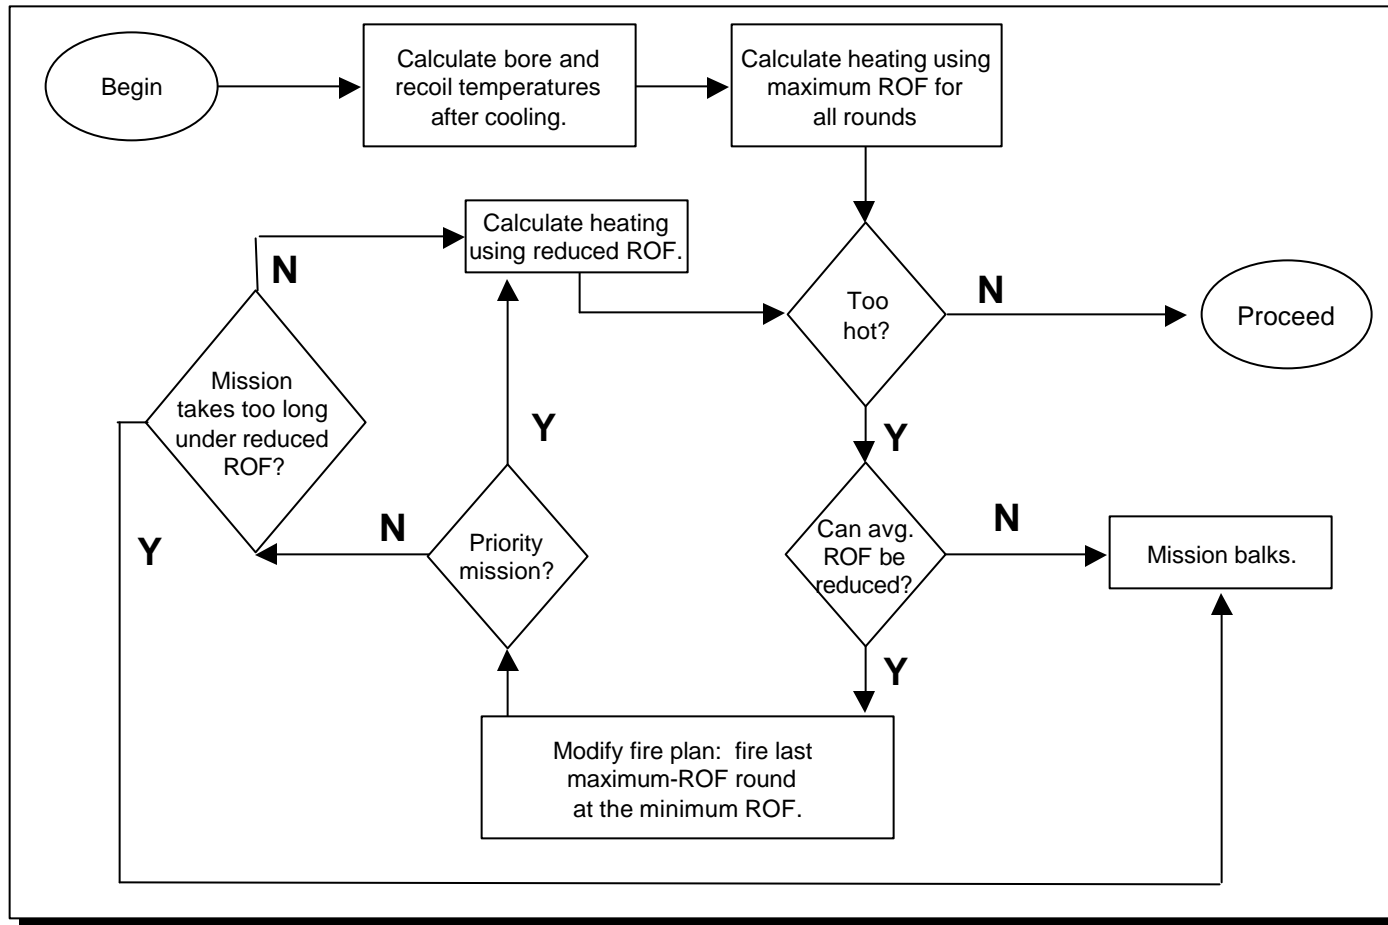 Begin
Calculate bore and
recoil temperatures
after cooling.
Calculate heating using
maximum ROF for
all rounds
Calculate heating
using reduced ROF.
N
Too
hot?
N
Proceed
Mission
takes too long
under reduced
ROF?
Y
Y
N
Priority
mission?
Can avg.
ROF be
reduced?
N
Mission balks.
Y
Y
Modify fire plan:  fire last
maximum-ROF round
at the minimum ROF.